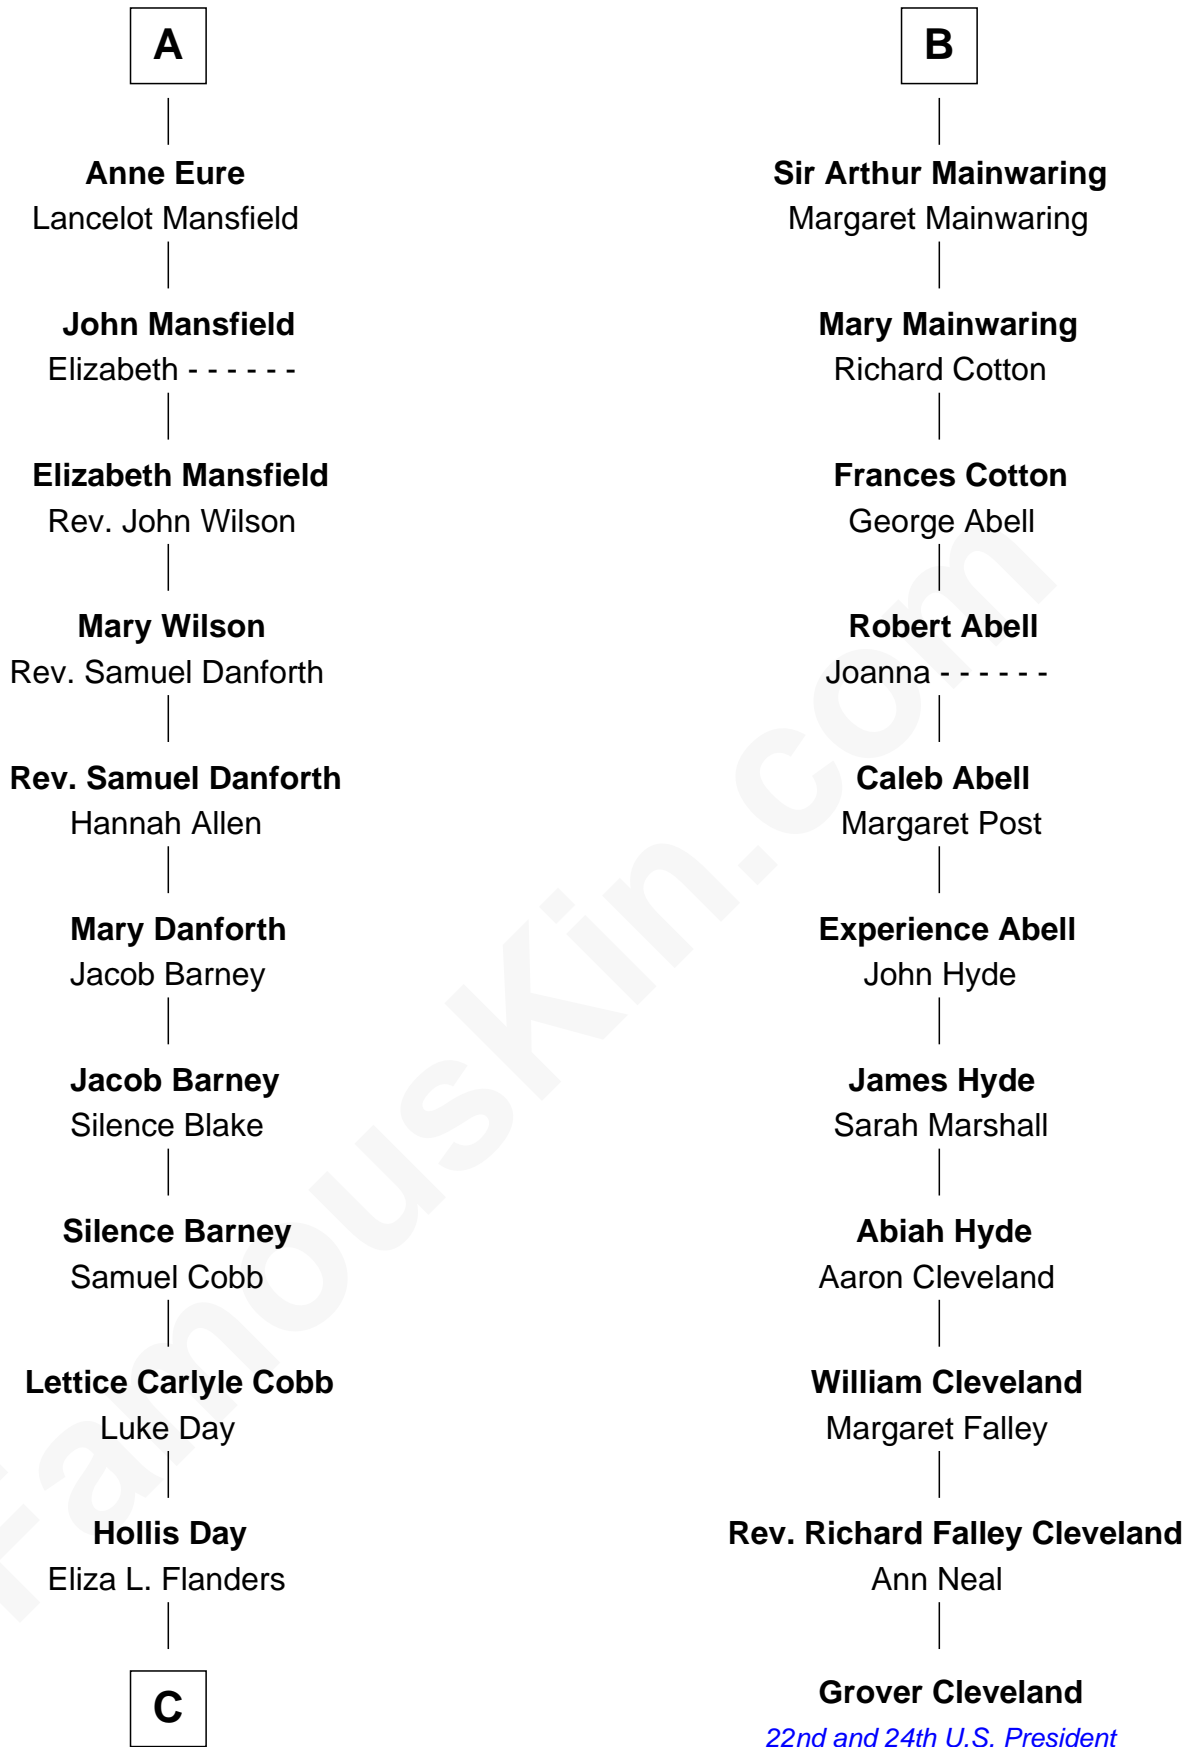 A
Anne Eure
Lancelot Mansfield
John Mansfield
Elizabeth - - - - - -
Elizabeth Mansfield
Rev. John Wilson
Mary Wilson
Rev. Samuel Danforth
Rev. Samuel Danforth
Hannah Allen
Mary Danforth
Jacob Barney
Jacob Barney
Silence Blake
Silence Barney
Samuel Cobb
Lettice Carlyle Cobb
Luke Day
Hollis Day
Eliza L. Flanders
C
B
Sir Arthur Mainwaring
Margaret Mainwaring
Mary Mainwaring
Richard Cotton
Frances Cotton
George Abell
Robert Abell
Joanna - - - - - -
Caleb Abell
Margaret Post
Experience Abell
John Hyde
James Hyde
Sarah Marshall
Abiah Hyde
Aaron Cleveland
William Cleveland
Margaret Falley
Rev. Richard Falley Cleveland
Ann Neal
Grover Cleveland
22nd and 24th U.S. President
FamousKin.com